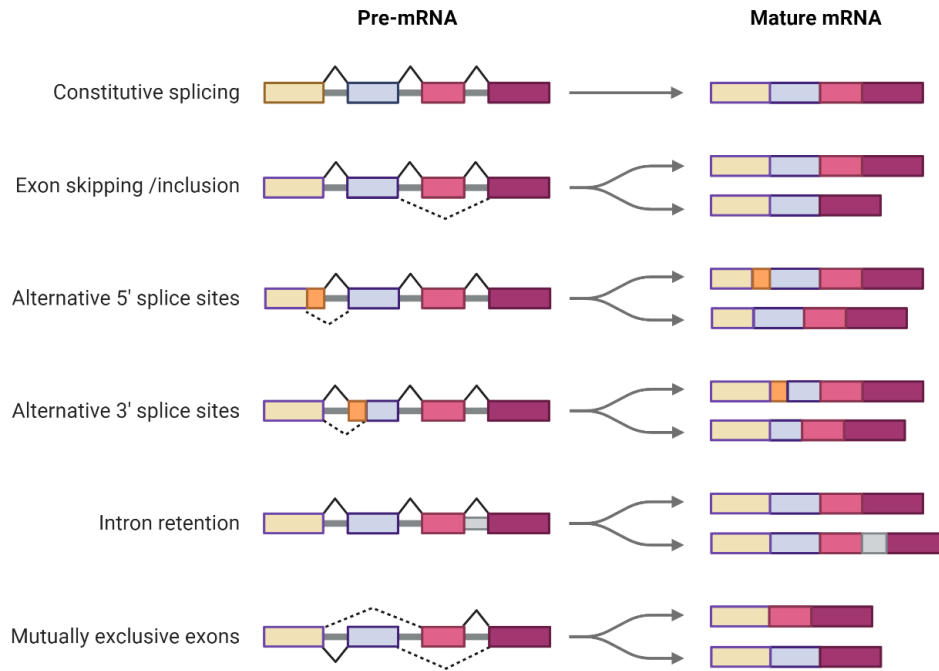 Pre-mRNA Mature mRNA
Constitutive splicing
Exon skipping /inclusion
Alternative 5' splice sites
Alternative 3' splice sites
Intron retention
Mutually exclusive exons